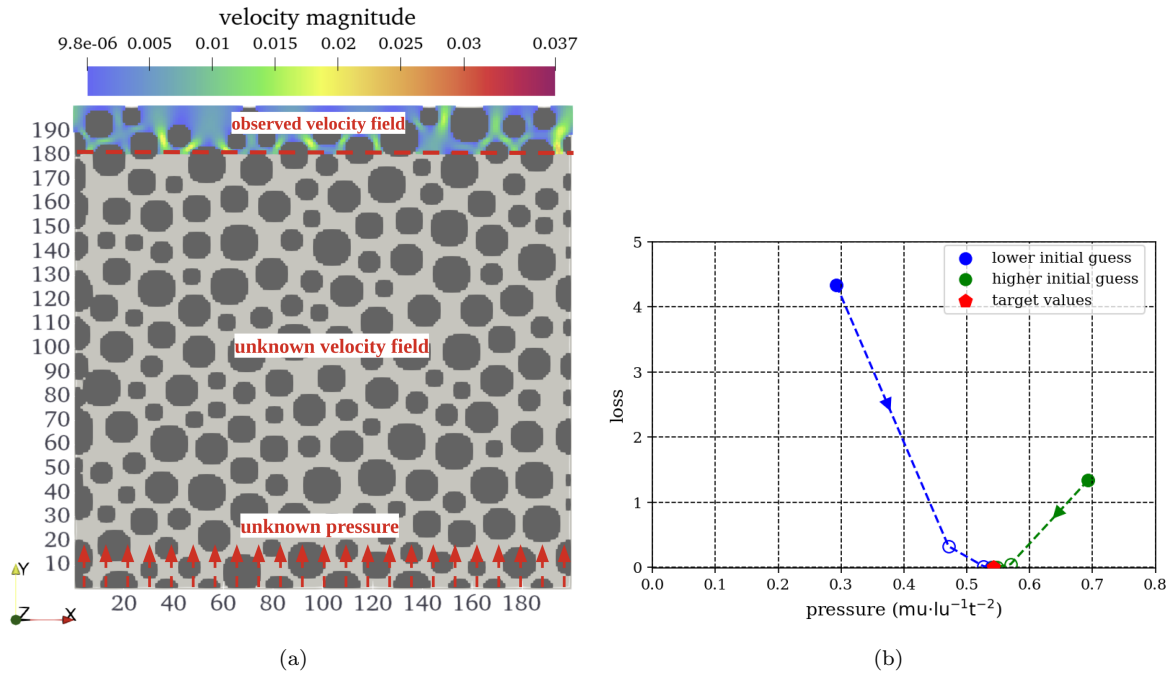 velocity magnitude
9.8e-06 0.005 0.01 0.015 0.02 0.025 0.03 0.037
observed velocity field
190
180
170
160
150
140
130
120
110
100
90
80
70
60
50
40
30
20
10
unknown velocity field
unknown pressure
Y
Z X
20 40 60 80 100 120 140 160 180
(a)
5
4
3
2
1
0
loss
lower initial guess
higher initial guess
target values
0.0 0.1 0.2 0.3 0.4 0.5 0.6 0.7 0.8
pressure (mu·lu⁻¹t⁻²)
(b)